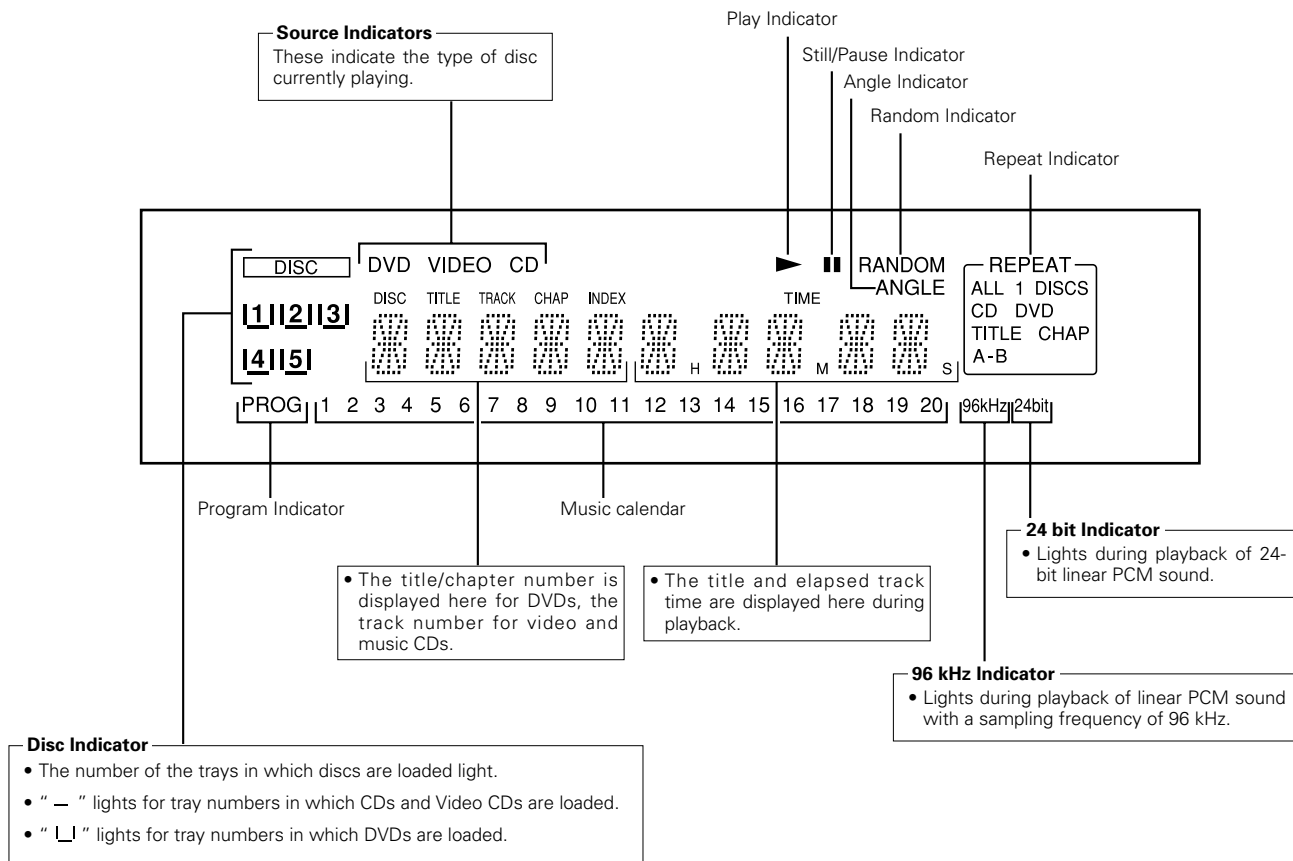 Source Indicators
These indicate the type of disc
currently playing.
Play Indicator
Still/Pause Indicator
Angle Indicator
Random Indicator
Repeat Indicator
DISC
DVD VIDEO CD
RANDOM
ANGLE
REPEAT
ALL 1 DISCS
CD DVD
TITLE CHAP
A-B
1 2 3
4 5
DISC TITLE TRACK CHAP INDEX TIME
H M S
PROG 1 2 3 4 5 6 7 8 9 10 11 12 13 14 15 16 17 18 19 20 96kHz 24bit
Program Indicator
Music calendar
• The title/chapter number is
displayed here for DVDs, the
track number for video and
music CDs.
• The title and elapsed track
time are displayed here during
playback.
24 bit Indicator
• Lights during playback of 24-
bit linear PCM sound.
96 kHz Indicator
• Lights during playback of linear PCM sound
with a sampling frequency of 96 kHz.
Disc Indicator
• The number of the trays in which discs are loaded light.
• “ — ” lights for tray numbers in which CDs and Video CDs are loaded.
• “ |_| ” lights for tray numbers in which DVDs are loaded.